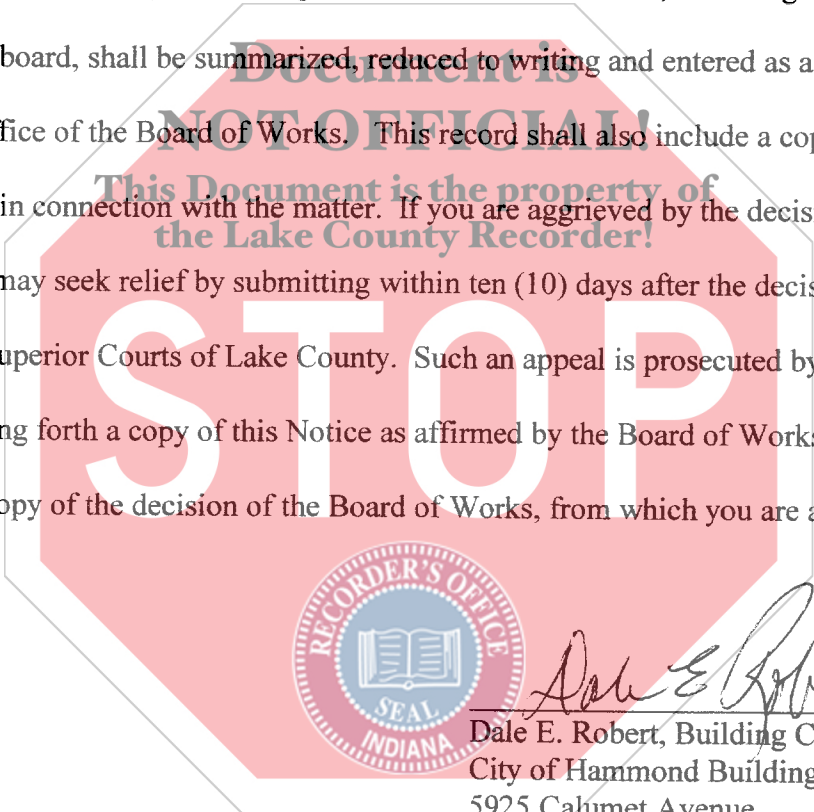 board, shall be summarized, reduced to writing and entered as a
Document is
fice of the Board of Works. This record shall also include a cop
NOT OFFICIAL!
This Document is the property of
in connection with the matter. If you are aggrieved by the decis
the Lake County Recorder!
may seek relief by submitting within ten (10) days after the decis
uperior Courts of Lake County. Such an appeal is prosecuted by
STOP
ng forth a copy of this Notice as affirmed by the Board of Works
opy of the decision of the Board of Works, from which you are a
RECORDER'S OFFICE
SEAL
INDIANA
Dale E. Rob
Dale E. Robert, Building C
City of Hammond Building
5925 Calumet Avenue